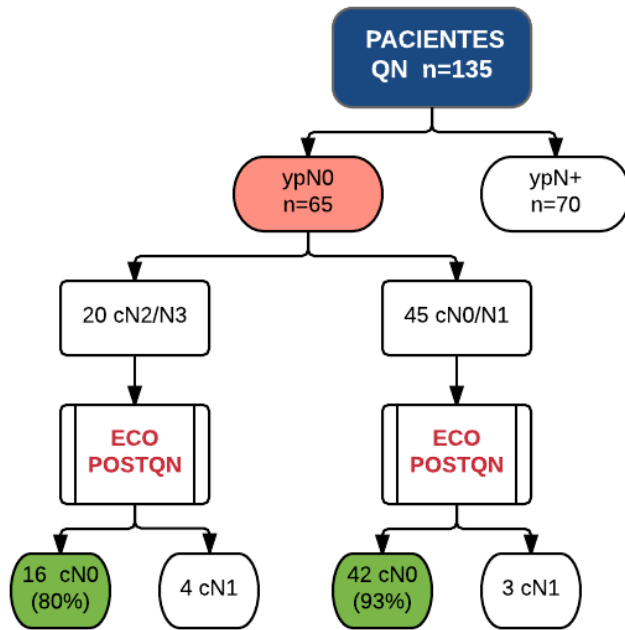 PACIENTES
QN n=135
ypN0
n=65
ypN+
n=70
20 cN2/N3
45 cN0/N1
ECO
POSTQN
ECO
POSTQN
16 cN0
(80%)
4 cN1
42 cN0
(93%)
3 cN1